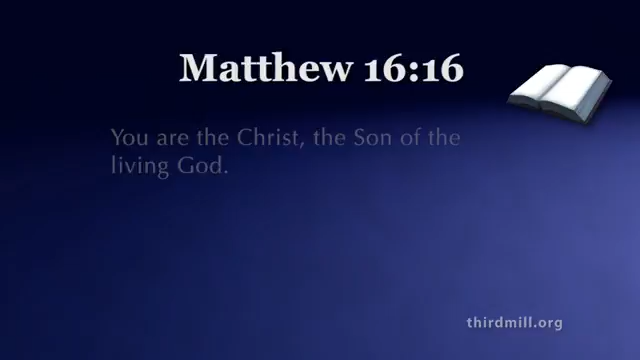 Matthew 16:16
You are the Christ, the Son of the
living God.
thirdmill.org